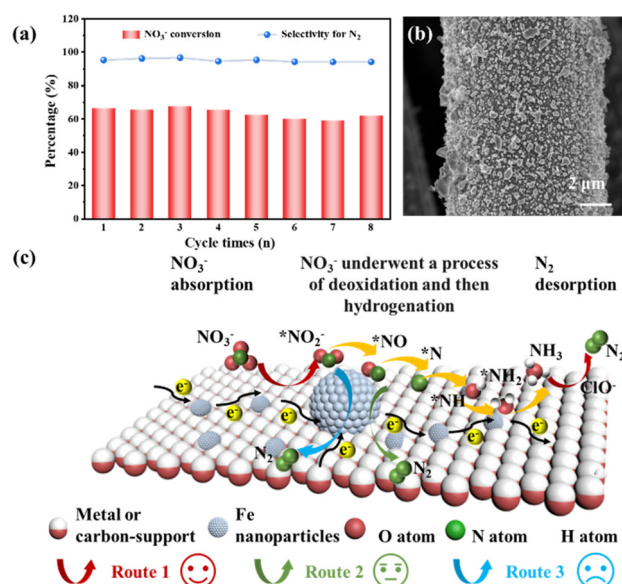 (a)
NO₃⁻ conversion
Selectivity for N₂
120
100
80
60
40
20
0
Percentage (%)
1 2 3 4 5 6 7 8
Cycle times (n)
(b)
2 μm
(c)
NO₃⁻
absorption
NO₃⁻ underwent a process
of deoxidation and then
hydrogenation
N₂
desorption
NO₃⁻
*NO₂⁻
*NO
*N
*NH
*NH₂
NH₃
N₂
ClO⁻
e⁻
e⁻
e⁻
e⁻
e⁻
e⁻
e⁻
N₂
N₂
Metal or
carbon-support
Fe
nanoparticles
O atom
N atom
H atom
Route 1
Route 2
Route 3